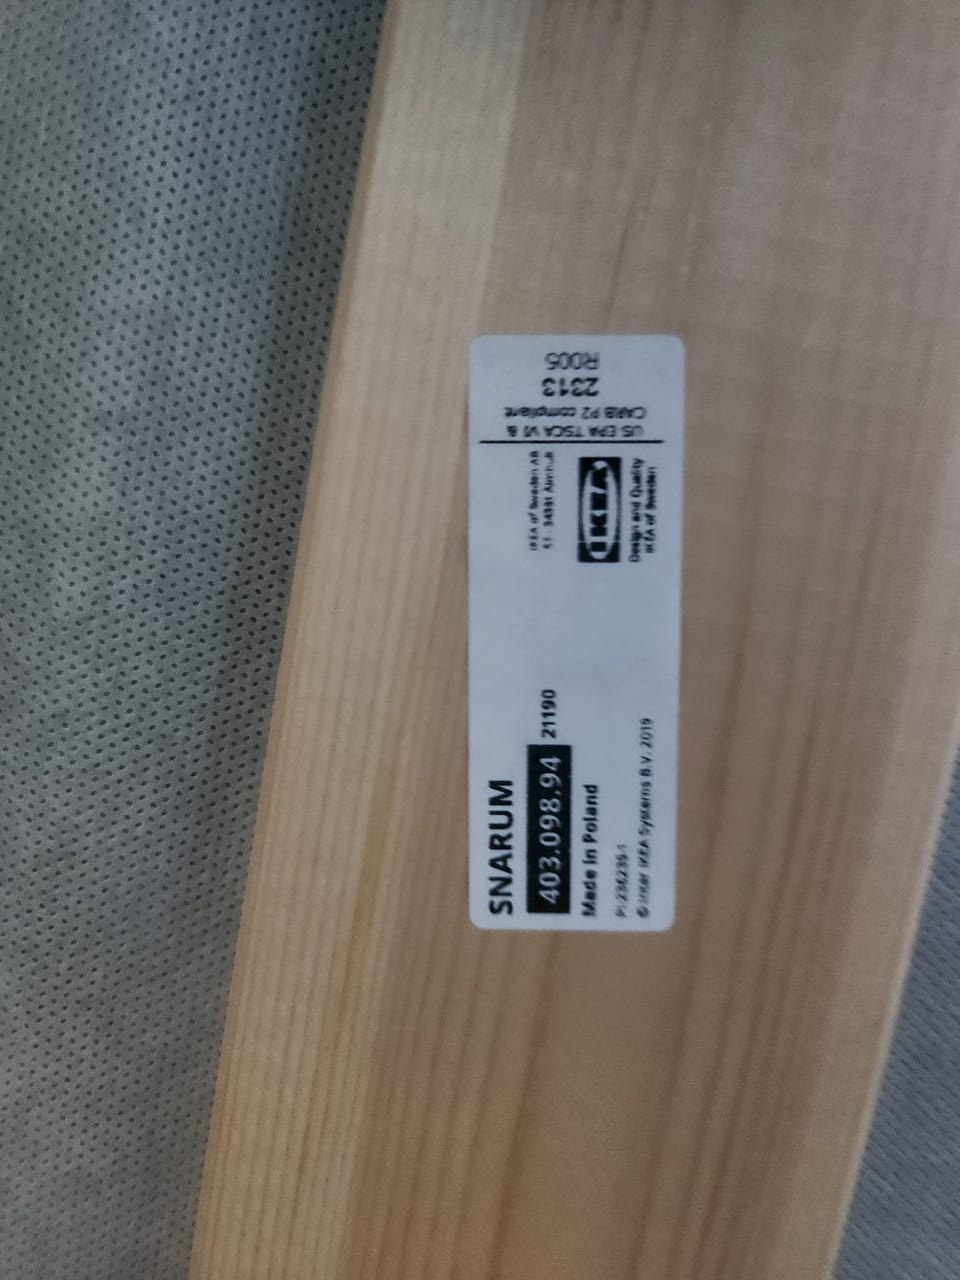 SNARUM
403.098.94 21190
Made in Poland
© Inter IKEA Systems B.V. 2019
IKEA of Sweden AB
IKEA
Design and Quality
IKEA of Sweden
US EPA TSCA VI &
CARB P2 compliant
2313
R005